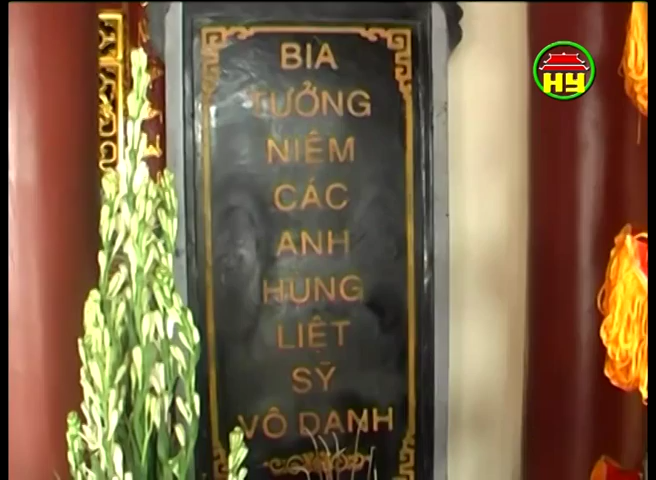 BIA
TƯỞNG
NIỆM
CÁC
ANH
HÙNG
LIỆT
SỸ
VÔ DANH
HY